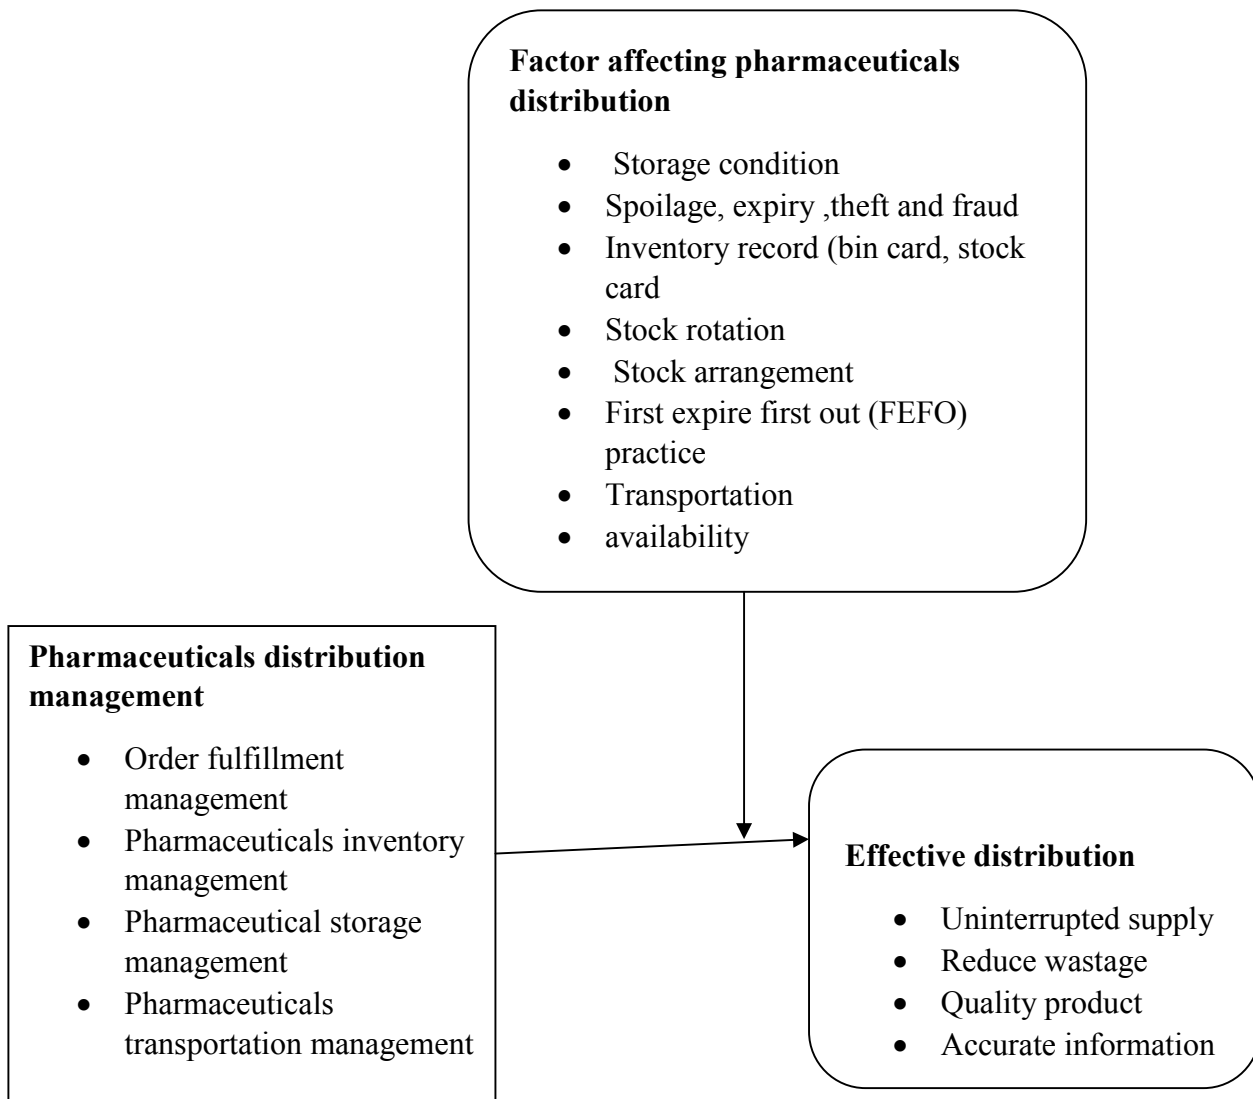 Factor affecting pharmaceuticals
distribution
• Storage condition
• Spoilage, expiry ,theft and fraud
• Inventory record (bin card, stock
card
• Stock rotation
• Stock arrangement
• First expire first out (FEFO)
practice
• Transportation
• availability
Pharmaceuticals distribution
management
• Order fulfillment
management
• Pharmaceuticals inventory
management
• Pharmaceutical storage
management
• Pharmaceuticals
transportation management
Effective distribution
• Uninterrupted supply
• Reduce wastage
• Quality product
• Accurate information